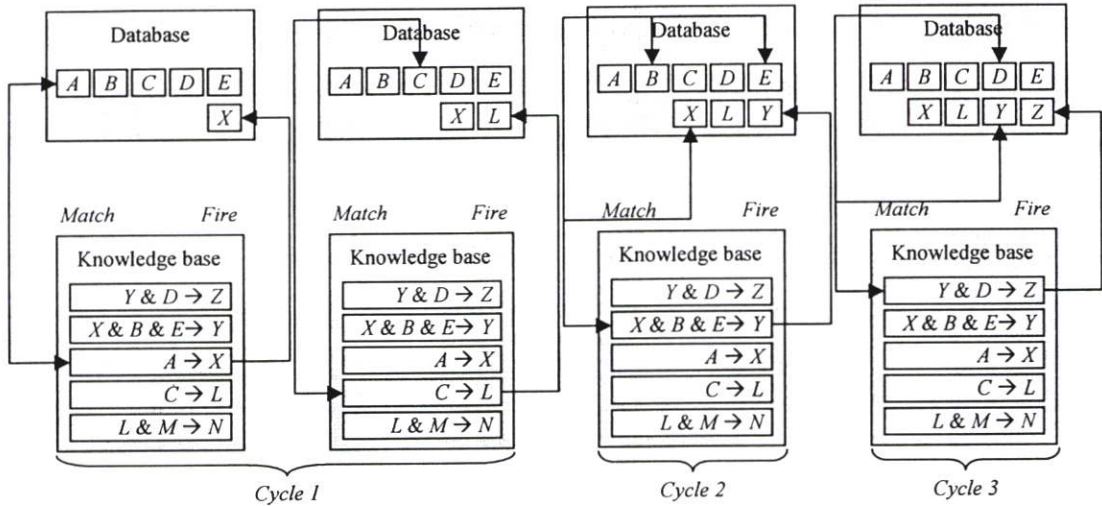 Database
A B C D E
X
Match Fire
Knowledge base
Y & D → Z
X & B & E → Y
A → X
C → L
L & M → N
Database
A B C D E
X L
Match Fire
Knowledge base
Y & D → Z
X & B & E → Y
A → X
C → L
L & M → N
Cycle 1
Database
A B C D E
X L Y
Match Fire
Knowledge base
Y & D → Z
X & B & E → Y
A → X
C → L
L & M → N
Cycle 2
Database
A B C D E
X L Y Z
Match Fire
Knowledge base
Y & D → Z
X & B & E → Y
A → X
C → L
L & M → N
Cycle 3